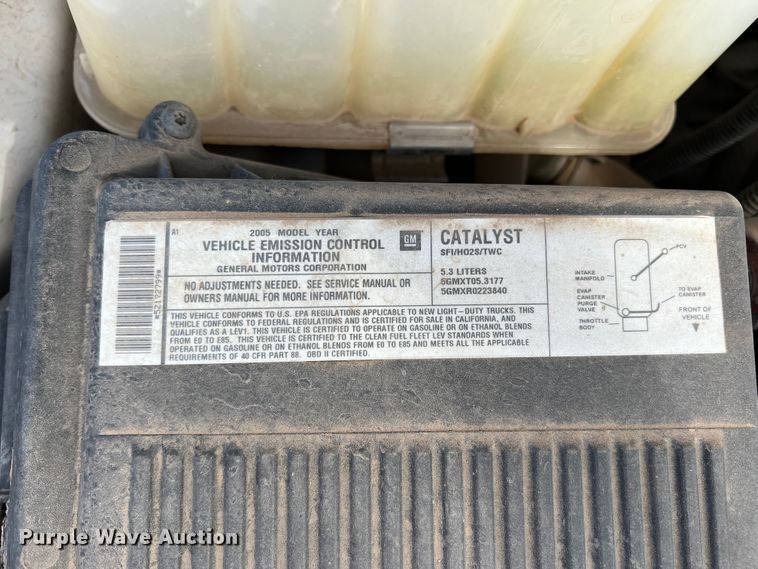 A1
2005 MODEL YEAR
VEHICLE EMISSION CONTROL
INFORMATION
GENERAL MOTORS CORPORATION
GM
CATALYST
SFI/HO2S/TWC
NO ADJUSTMENTS NEEDED. SEE SERVICE MANUAL OR
OWNERS MANUAL FOR MORE INFORMATION.
5.3 LITERS
5GMXT05.3177
5GMXR0223840
THIS VEHICLE CONFORMS TO U.S. EPA REGULATIONS APPLICABLE TO NEW LIGHT-DUTY TRUCKS. THIS
VEHICLE CONFORMS TO FEDERAL REGULATIONS AND IS CERTIFIED FOR SALE IN CALIFORNIA, AND
QUALIFIES AS A LEV1. THIS VEHICLE IS CERTIFIED TO OPERATE ON GASOLINE OR ON ETHANOL BLENDS
FROM E0 TO E85. THIS VEHICLE IS CERTIFIED TO THE CLEAN FUEL FLEET LEV STANDARDS WHEN
OPERATED ON GASOLINE OR ON ETHANOL BLENDS FROM E0 TO E85 AND MEETS ALL THE APPLICABLE
REQUIREMENTS OF 40 CFR PART 88. OBD II CERTIFIED.
*52172799*
PCV
INTAKE
MANIFOLD
EVAP
CANISTER
PURGE
VALVE
THROTTLE
BODY
TO EVAP
CANISTER
FRONT OF
VEHICLE
Purple Wave Auction